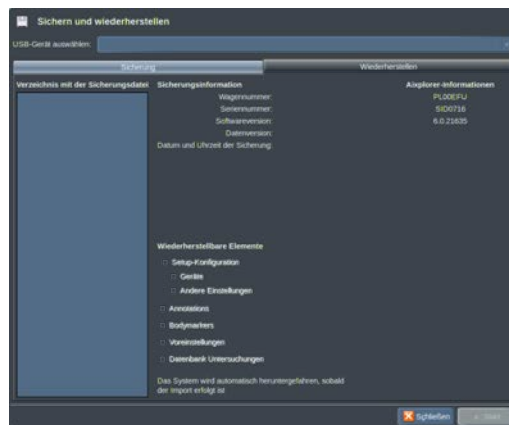 Sichern und wiederherstellen
USB-Gerät auswählen:
Sicherung
Wiederherstellen
Verzeichnis mit der Sicherungsdatei
Sicherungsinformation
Aixplorer-Informationen
Wagennummer:
PL00EFU
Seriennummer:
SID0716
Softwareversion:
6.0.21635
Datenversion:
Datum und Uhrzeit der Sicherung:
Wiederherstellbare Elemente
Setup-Konfiguration
Geräte
Andere Einstellungen
Annotations
Bodymarkers
Voreinstellungen
Datenbank Untersuchungen
Das System wird automatisch heruntergefahren, sobald
der Import erfolgt ist
Schließen
Start